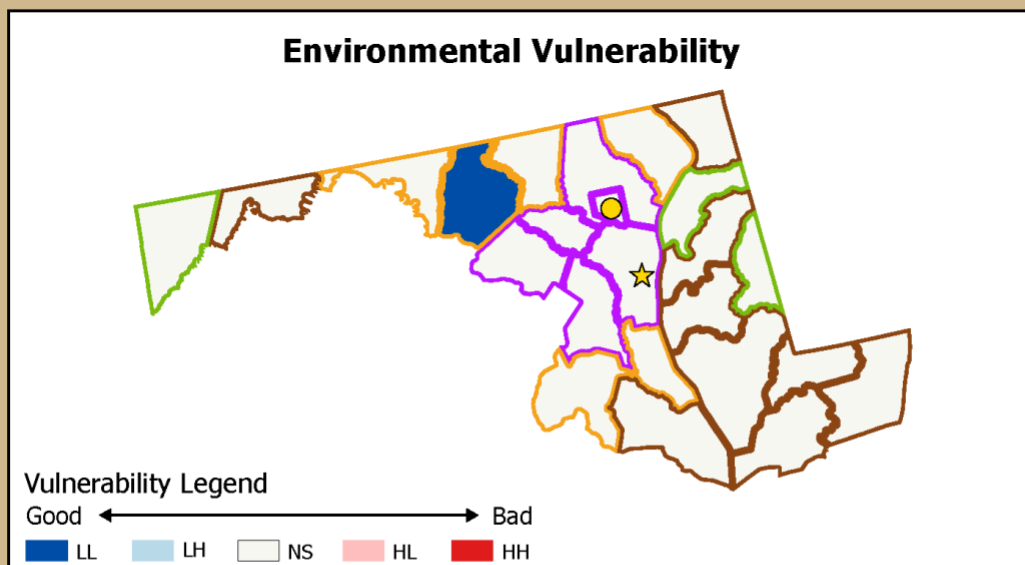 Environmental Vulnerability
Vulnerability Legend
Good Bad
LL LH NS HL HH